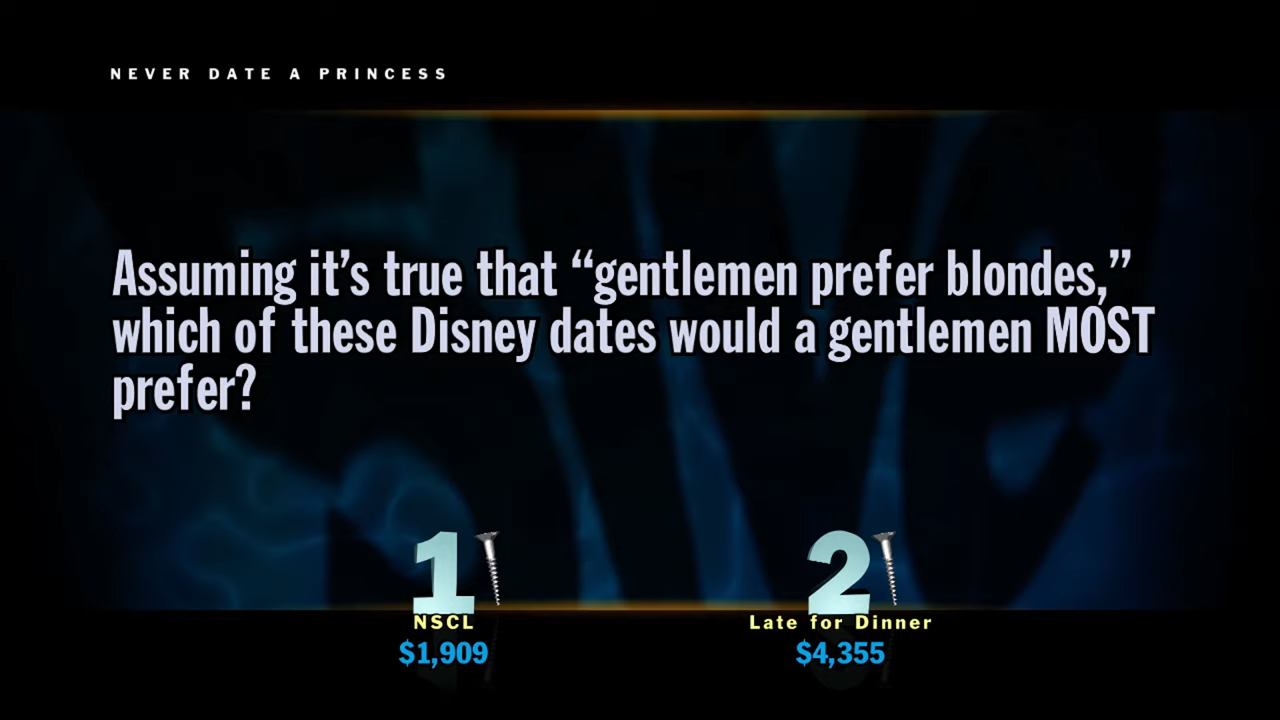 NEVER DATE A PRINCESS
Assuming it's true that “gentlemen prefer blondes,”
which of these Disney dates would a gentlemen MOST
prefer?
1 2
NSCL Late for Dinner
$1,909 $4,355